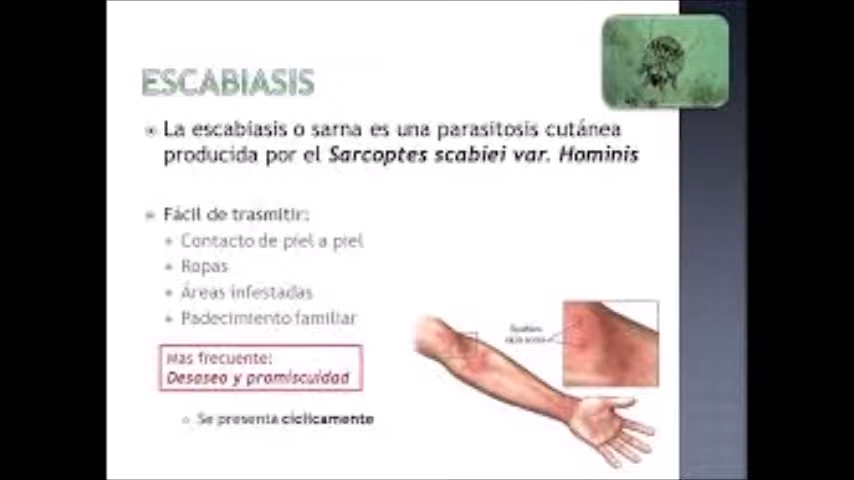 ESCABIASIS
La escabiasis o sarna es una parasitosis cutánea
producida por el Sarcoptes scabiei var. Hominis
Fácil de trasmitir:
Contacto de piel a piel
Ropas
Áreas infestadas
Padecimiento familiar
Mas frecuente:
Desaseo y promiscuidad
Se presenta cíclicamente